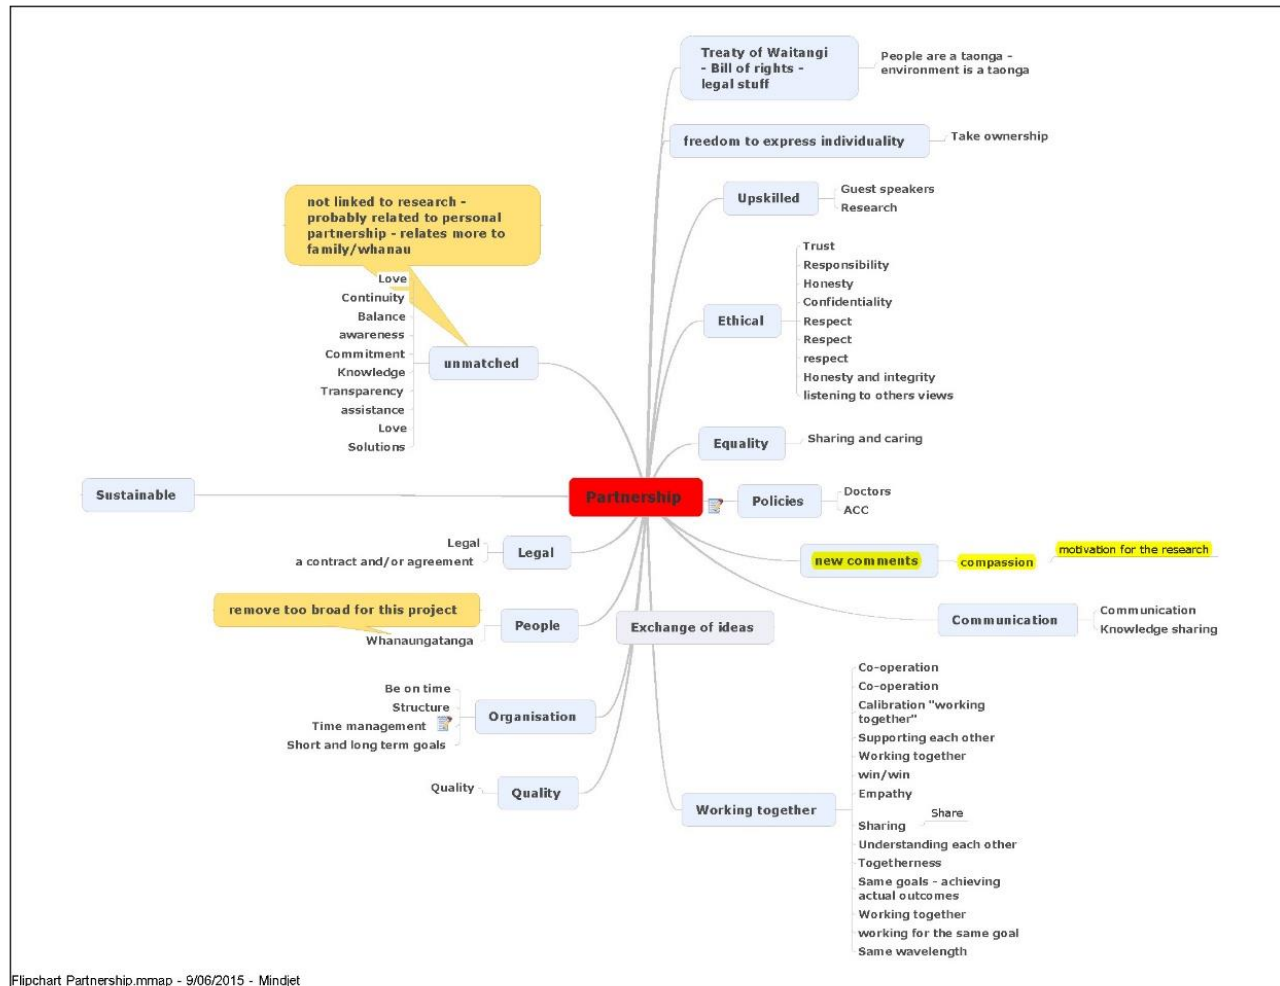 Treaty of Waitangi
- Bill of rights -
legal stuff
People are a taonga -
environment is a taonga
freedom to express individuality
Take ownership
Upskilled
Guest speakers
Research
not linked to research -
probably related to personal
partnership - relates more to
family/whanau
Love
Continuity
Balance
awareness
Commitment
Knowledge
Transparency
assistance
Love
Solutions
unmatched
Ethical
Trust
Responsibility
Honesty
Confidentiality
Respect
Respect
respect
Honesty and integrity
listening to others views
Equality
Sharing and caring
Sustainable
Partnership
Policies
Doctors
ACC
Legal
a contract and/or agreement
Legal
new comments
compassion
motivation for the research
remove too broad for this project
Whanaungatanga
People
Exchange of ideas
Communication
Communication
Knowledge sharing
Be on time
Structure
Time management
Short and long term goals
Organisation
Quality
Quality
Working together
Co-operation
Co-operation
Calibration "working
together"
Supporting each other
Working together
win/win
Empathy
Sharing
Share
Understanding each other
Togetherness
Same goals - achieving
actual outcomes
Working together
working for the same goal
Same wavelength
Flipchart Partnership.mmap - 9/06/2015 - Mindjet